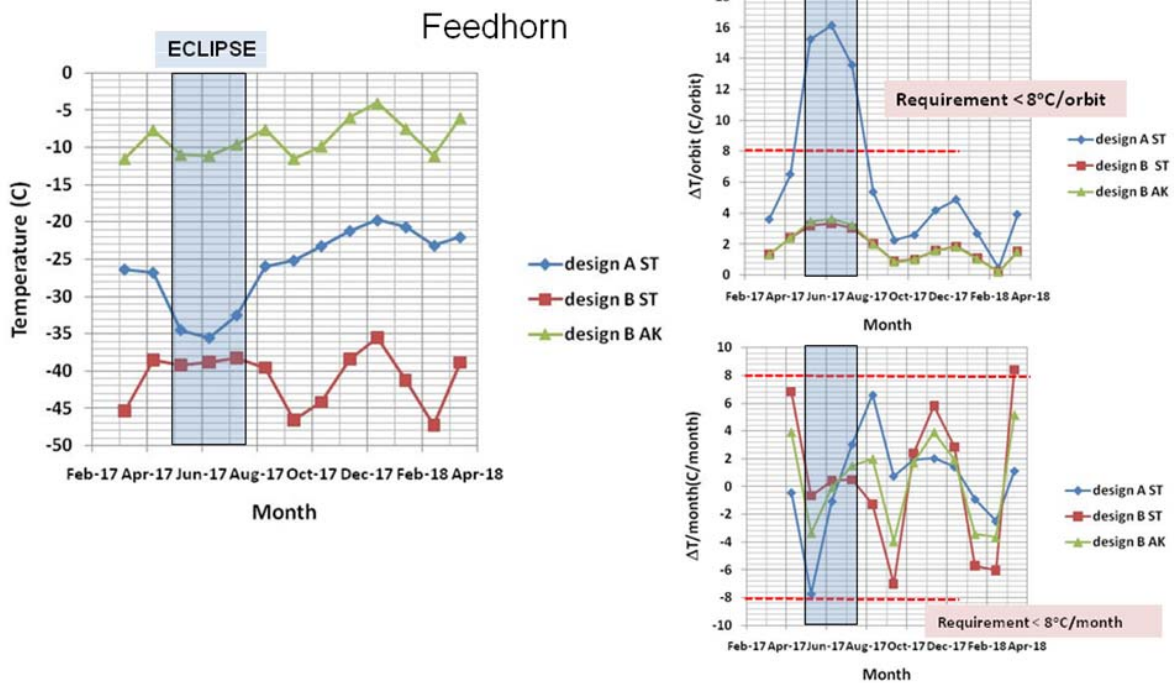 Feedhorn
ECLIPSE
0
-5
-10
-15
-20
-25
-30
-35
-40
-45
-50
Temperature (C)
Feb-17 Apr-17 Jun-17 Aug-17 Oct-17 Dec-17 Feb-18 Apr-18
Month
design A ST
design B ST
design B AK
16
14
12
10
8
6
4
2
0
ΔT/orbit (C/orbit)
Requirement <8°C/orbit
Feb-17 Apr-17 Jun-17 Aug-17 Oct-17 Dec-17 Feb-18 Apr-18
Month
design A ST
design B ST
design B AK
10
8
6
4
2
0
-2
-4
-6
-8
-10
ΔT/month(C/month)
Requirement < 8°C/month
Feb-17 Apr-17 Jun-17 Aug-17 Oct-17 Dec-17 Feb-18 Apr-18
Month
design A ST
design B ST
design B AK